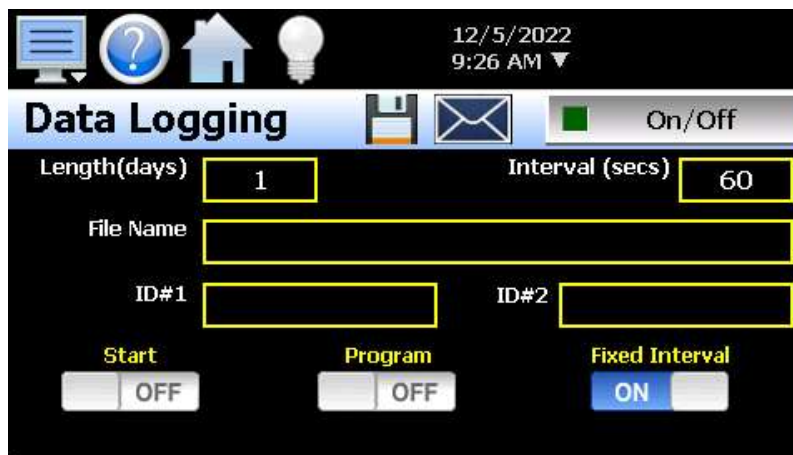 12/5/2022
9:26 AM ▼
Data Logging
On/Off
Length(days) 1 Interval (secs) 60
File Name
ID#1 ID#2
Start Program Fixed Interval
OFF OFF ON